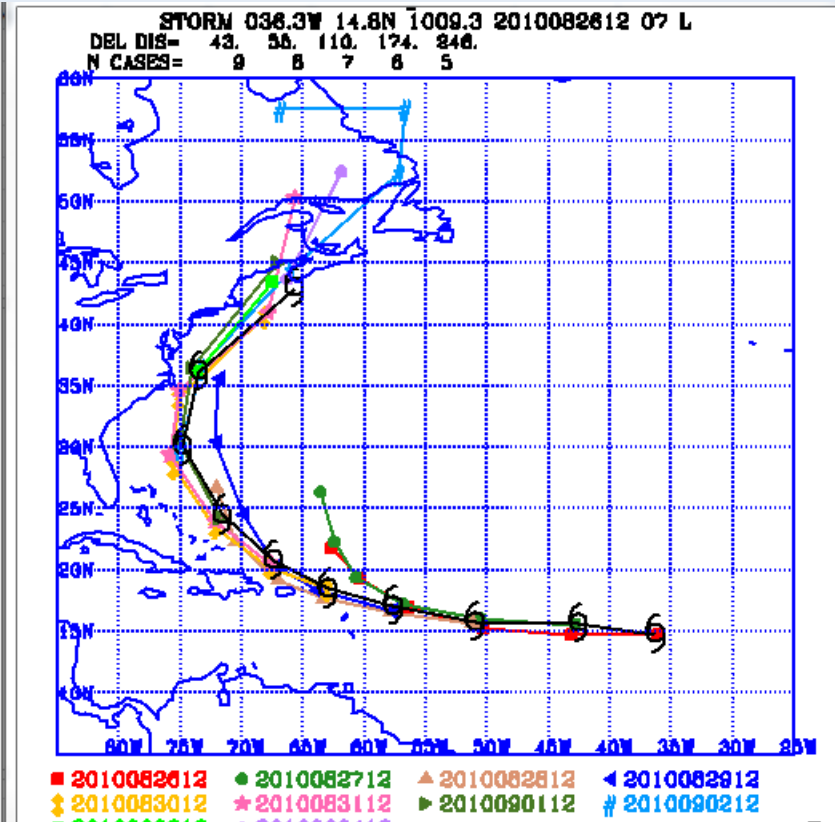 STORM 036.3W 14.8N 1009.3 2010082612 07 L
DEL DIS= 43. 110. 174. 246.
N CASES= 9 8 7 6 5
60N
55N
50N
45N
40N
35N
30N
25N
20N
15N
10N
80W 75W 70W 65W 60W 55W 50W 45W 40W 35W 30W 25W
2010082612 2010082712 2010082812 2010082912
2010083012 2010083112 2010090112 2010090212